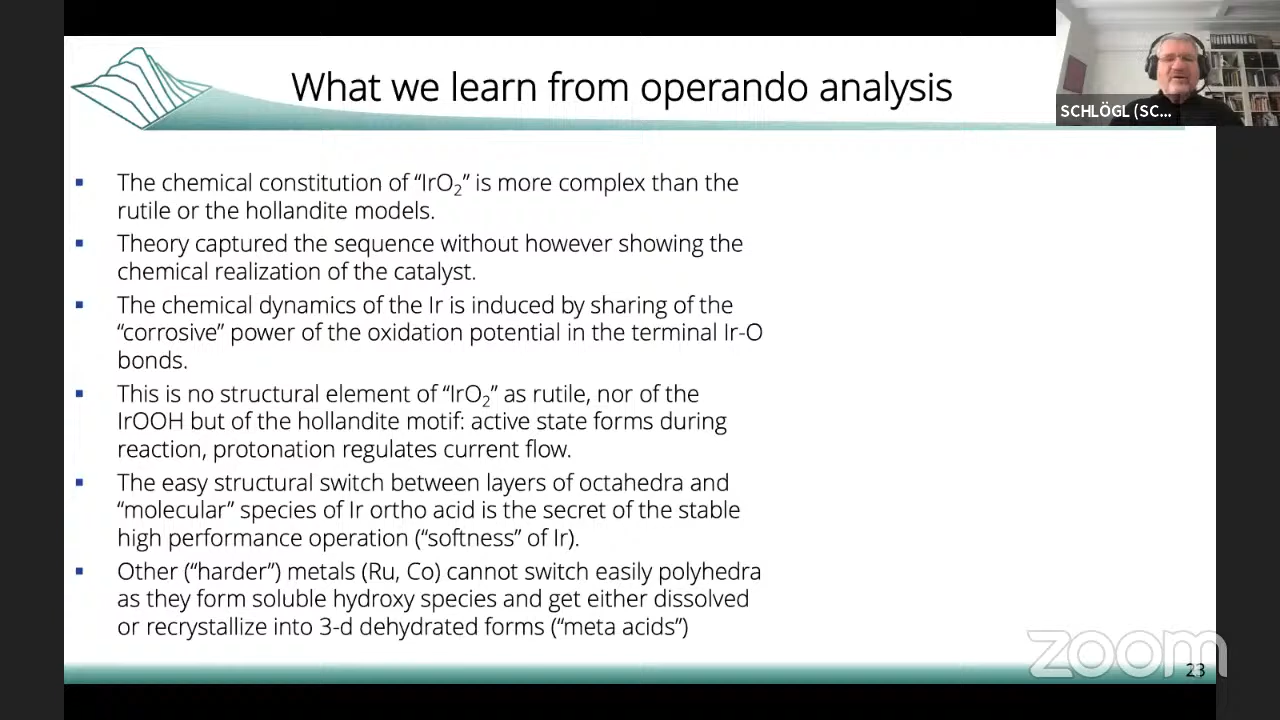 What we learn from operando analysis
SCHLÖGL (SC...
The chemical constitution of “IrO₂” is more complex than the
rutile or the hollandite models.
Theory captured the sequence without however showing the
chemical realization of the catalyst.
The chemical dynamics of the Ir is induced by sharing of the
“corrosive” power of the oxidation potential in the terminal Ir-O
bonds.
This is no structural element of “IrO₂” as rutile, nor of the
IrOOH but of the hollandite motif: active state forms during
reaction, protonation regulates current flow.
The easy structural switch between layers of octahedra and
“molecular” species of Ir ortho acid is the secret of the stable
high performance operation (“softness” of Ir).
Other (“harder”) metals (Ru, Co) cannot switch easily polyhedra
as they form soluble hydroxy species and get either dissolved
or recrystallize into 3-d dehydrated forms (“meta acids”)
zoom
23